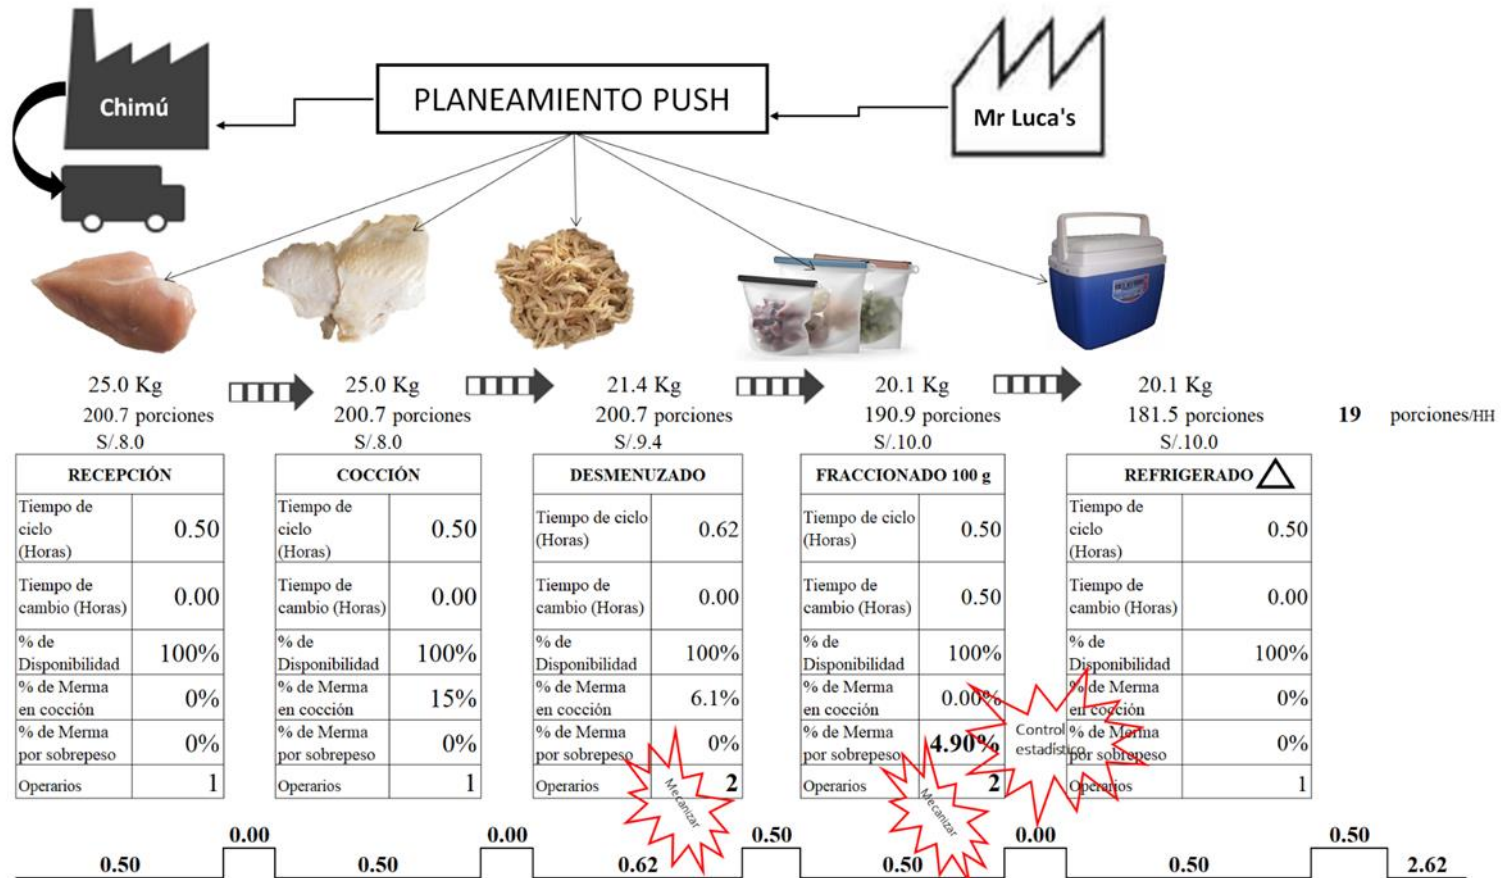 Chimú
PLANEAMIENTO PUSH
Mr Luca's
25.0 Kg
200.7 porciones
S/.8.0
25.0 Kg
200.7 porciones
S/.8.0
21.4 Kg
200.7 porciones
S/.9.4
20.1 Kg
190.9 porciones
S/.10.0
20.1 Kg
181.5 porciones
S/.10.0
19 porciones/HH
RECEPCIÓN
Tiempo de
ciclo
(Horas)
0.50
Tiempo de
cambio (Horas)
0.00
% de
Disponibilidad
100%
% de Merma
en cocción
0%
% de Merma
por sobrepeso
0%
Operarios
1
COCCIÓN
Tiempo de
ciclo
(Horas)
0.50
Tiempo de
cambio (Horas)
0.00
% de
Disponibilidad
100%
% de Merma
en cocción
15%
% de Merma
por sobrepeso
0%
Operarios
1
DESMENUZADO
Tiempo de ciclo
(Horas)
0.62
Tiempo de
cambio (Horas)
0.00
% de
Disponibilidad
100%
% de Merma
en cocción
6.1%
% de Merma
por sobrepeso
0%
Operarios
2
Mecanizar
FRACCIONADO 100 g
Tiempo de ciclo
(Horas)
0.50
Tiempo de
cambio (Horas)
0.50
% de
Disponibilidad
100%
% de Merma
en cocción
0.00%
% de Merma
por sobrepeso
4.90%
Operarios
2
Mecanizar
Control
estadístico
REFRIGERADO
Tiempo de
ciclo
(Horas)
0.50
Tiempo de
cambio (Horas)
0.00
% de
Disponibilidad
100%
% de Merma
en cocción
0%
% de Merma
por sobrepeso
0%
Operarios
1
0.00 0.00 0.50 0.00 0.50
0.50 0.50 0.62 0.50 0.50 2.62